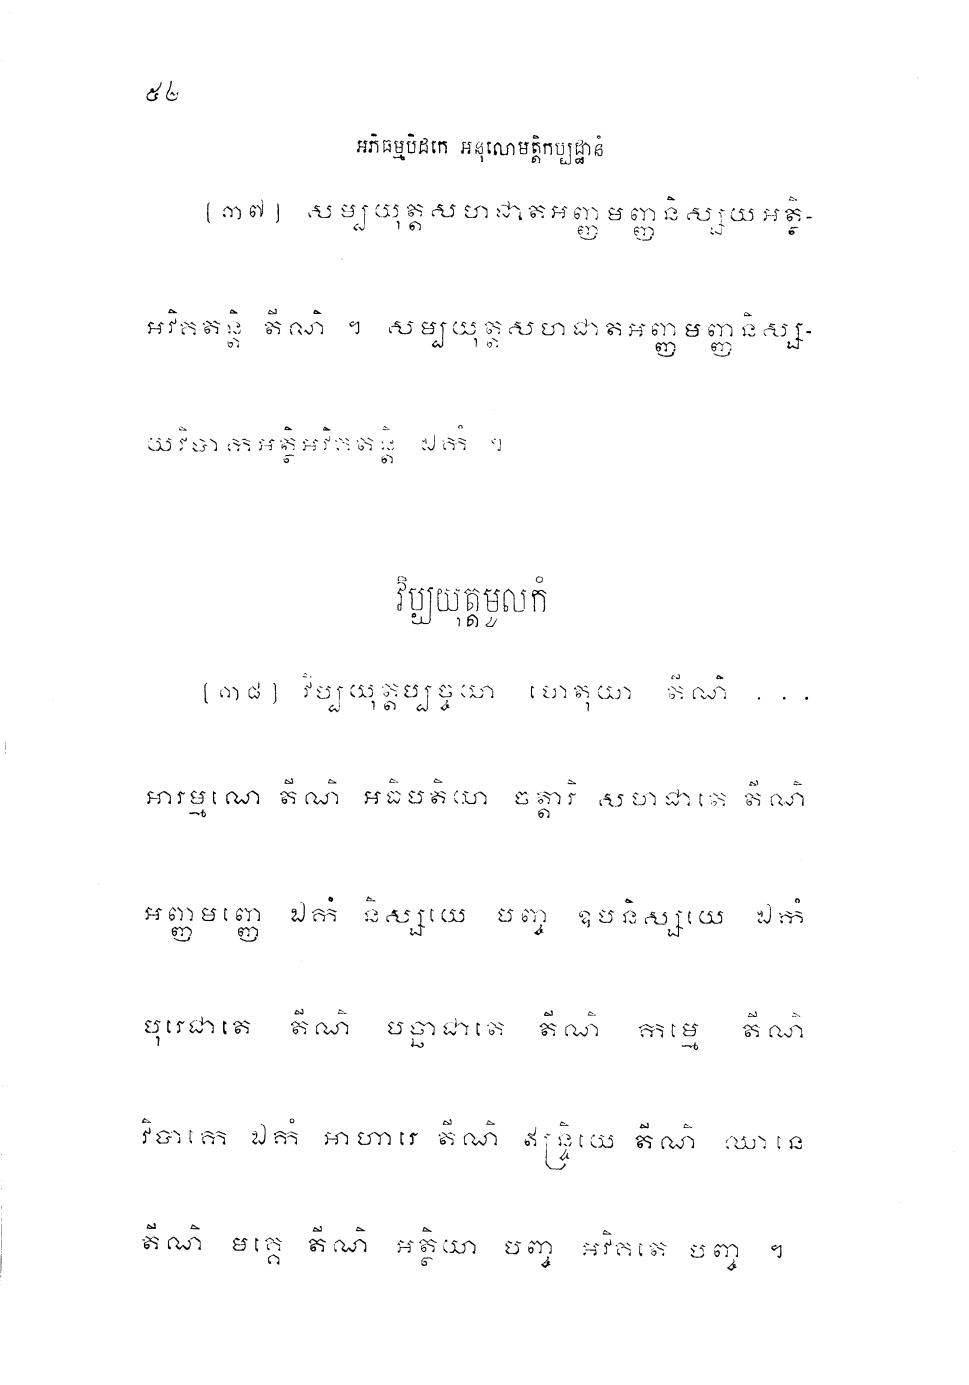 ៥៤
អភិធម្មបិដកេ អនុលោមត្តិកប្បដ្ឋានំ
[៣៧] សម្បយុត្តសហជាតអញ្ញមញ្ញនិស្សយអត្ថិ-
អវិគតន្តិ តីណិ ។ សម្បយុត្តសហជាតអញ្ញមញ្ញនិស្ស-
យវិបាកអត្ថិអវិគតន្តិ ឯកំ ។
វិប្បយុត្តមូលកំ
[៣៨] វិប្បយុត្តប្បច្ចយា ហេតុយា តីណិ . . .
អារម្មណេ តីណិ អធិបតិយា ចត្តារិ សហជាតេ តីណិ
អញ្ញមញ្ញេ ឯកំ និស្សយេ បញ្ច ឧបនិស្សយេ ឯកំ
បុរេជាតេ តីណិ បច្ឆាជាតេ តីណិ កម្មេ តីណិ
វិបាកេ ឯកំ អាហារេ តីណិ ឥន្ទ្រិយេ តីណិ ឈានេ
តីណិ មគ្គេ តីណិ អត្ថិយា បញ្ច អវិគតេ បញ្ច ។